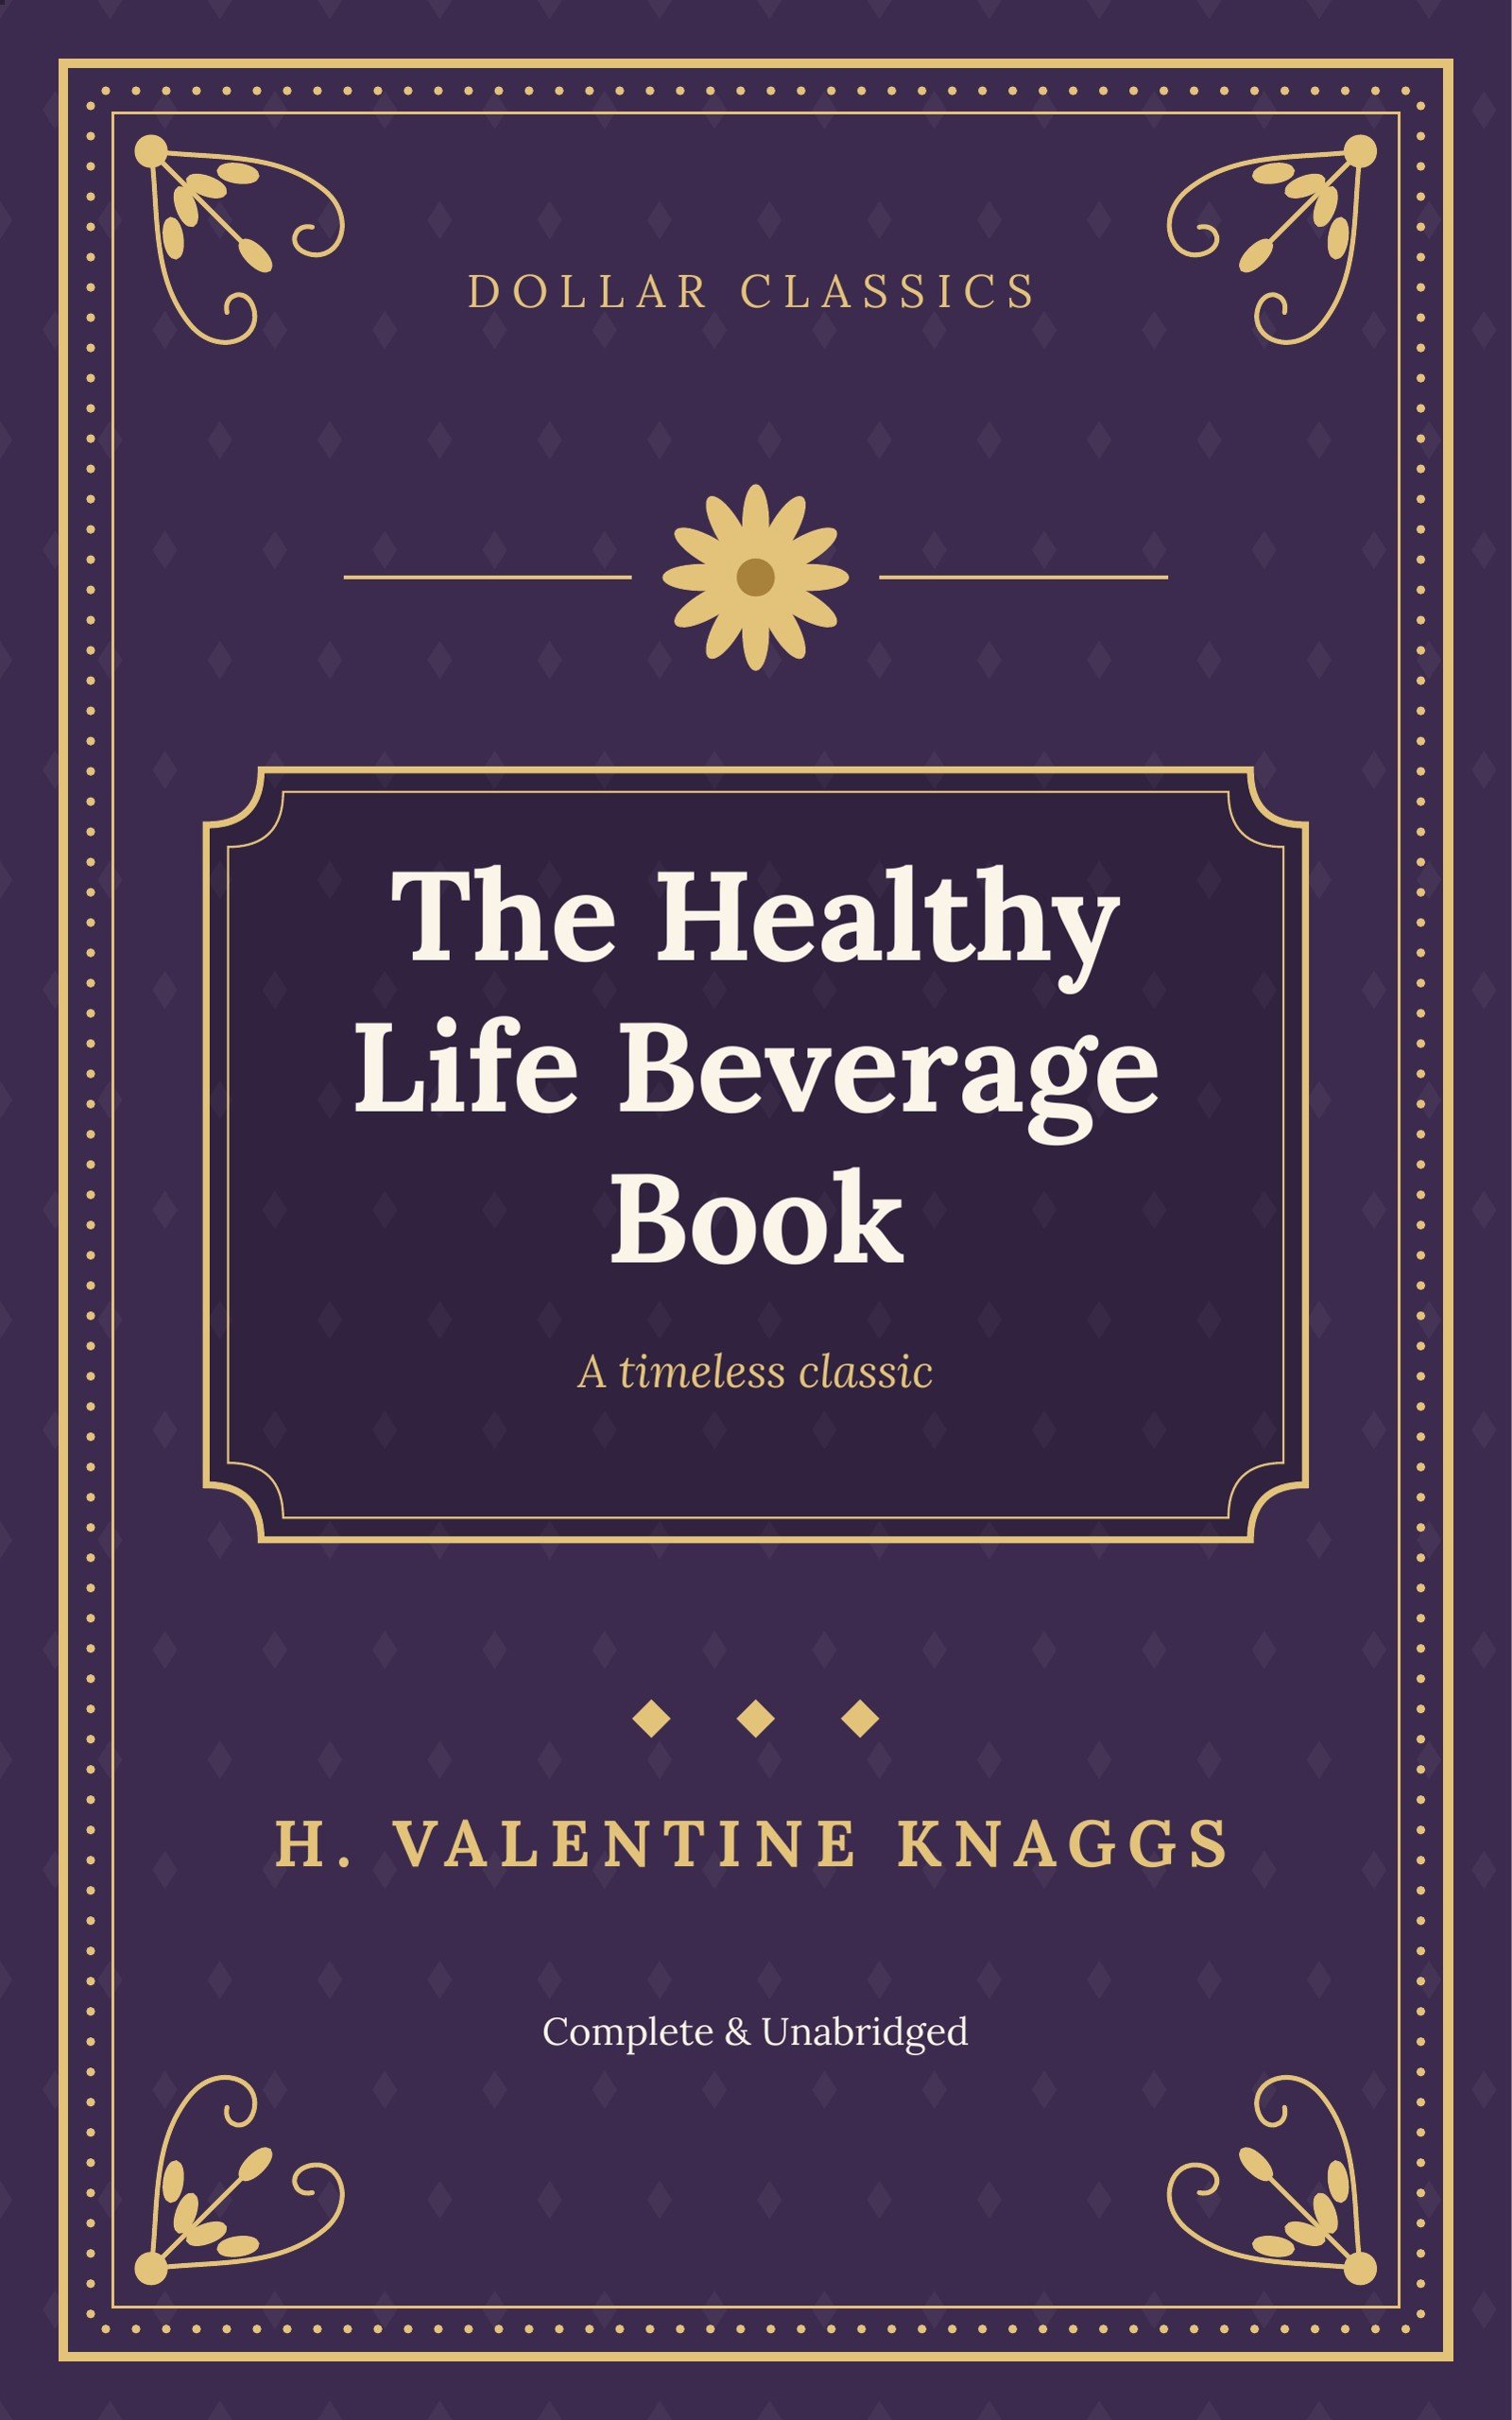 DOLLAR CLASSICS
The Healthy
Life Beverage
Book
A timeless classic
H. VALENTINE KNAGGS
Complete & Unabridged